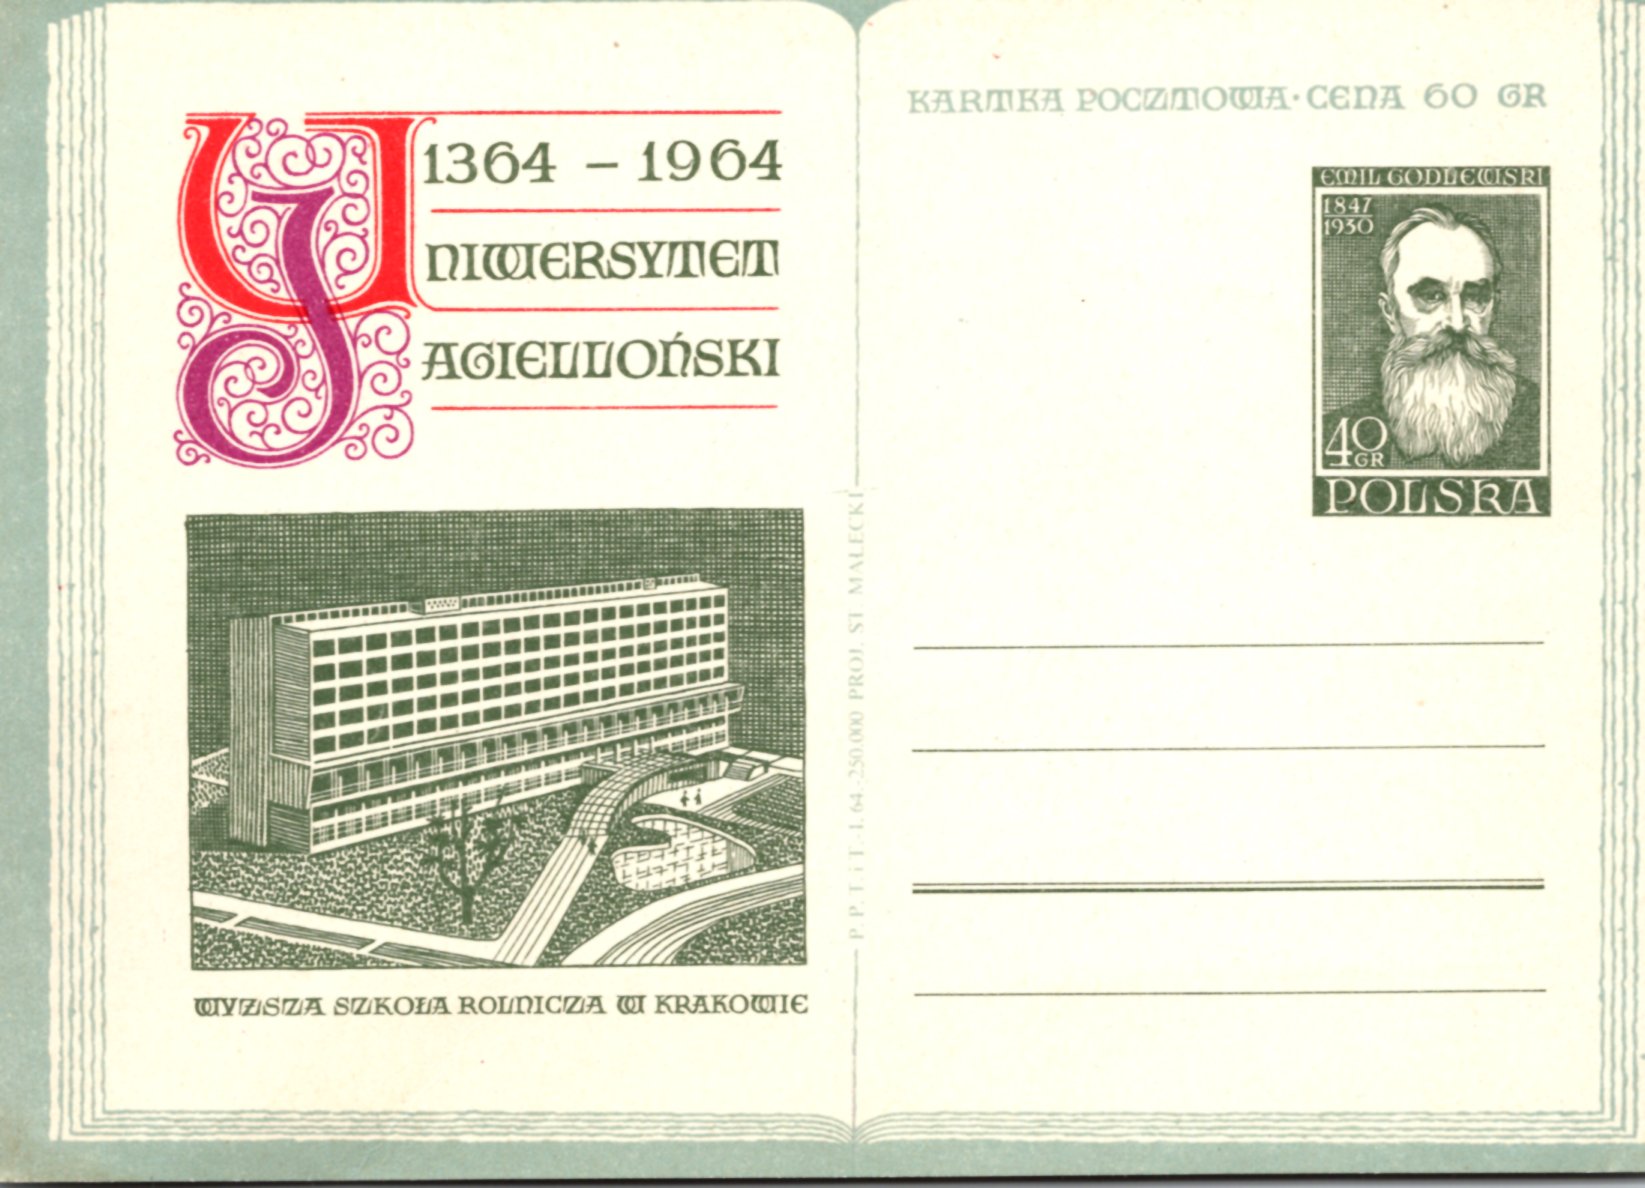 1364 – 1964
UNIWERSYTET
JAGIELLOŃSKI
WYŻSZA SZKOŁA ROLNICZA W KRAKOWIE
P.P.T.iT.-I.64.-250.000 PROJ. ST. MAŁECKI
KARTKA POCZTOWA·CENA 60 GR
EMIL GODLEWSKI
1847
1930
40
GR
POLSKA